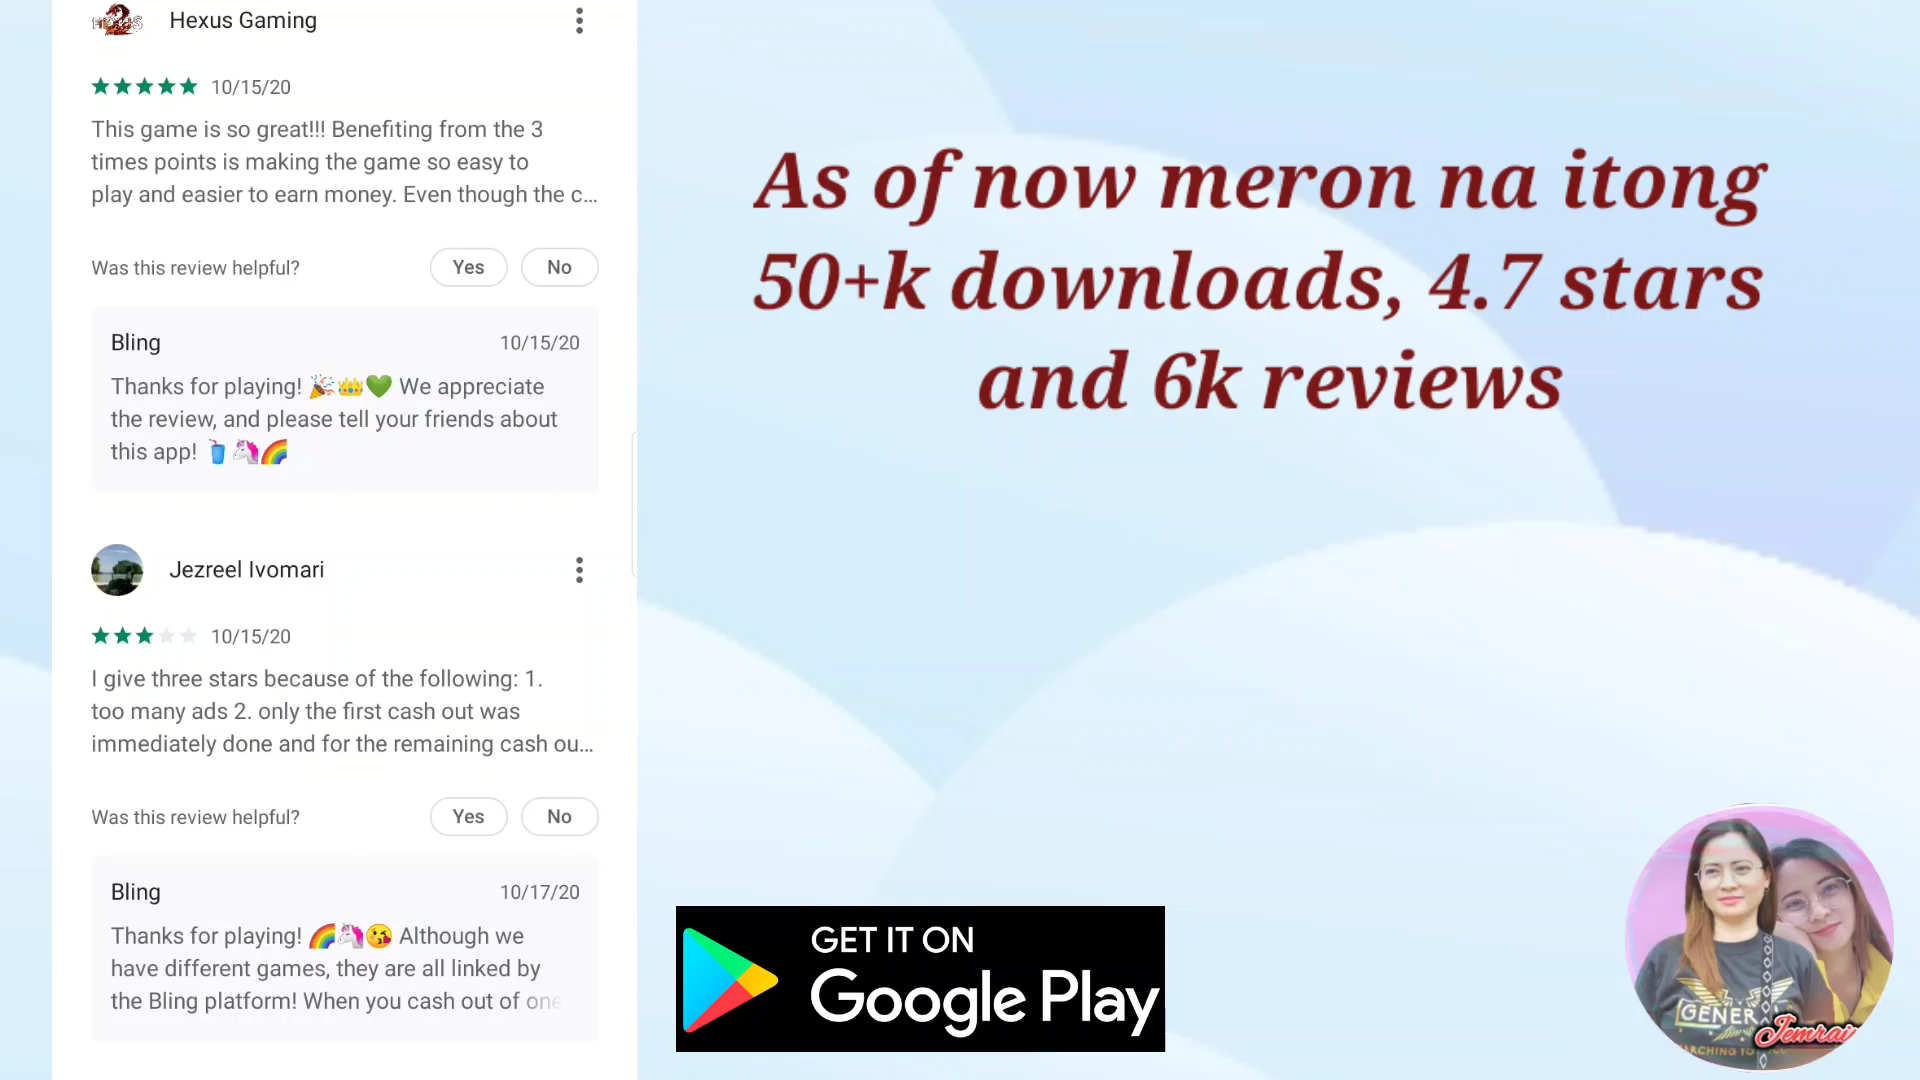 Hexus Gaming
10/15/20
This game is so great!!! Benefiting from the 3
times points is making the game so easy to
play and easier to earn money. Even though the c...
Was this review helpful?
Yes
No
Bling
10/15/20
Thanks for playing! 🎉👑💚 We appreciate
the review, and please tell your friends about
this app! 🥤🦄🌈
Jezreel Ivomari
10/15/20
I give three stars because of the following: 1.
too many ads 2. only the first cash out was
immediately done and for the remaining cash ou...
Was this review helpful?
Yes
No
Bling
10/17/20
Thanks for playing! 🌈🦄😘 Although we
have different games, they are all linked by
the Bling platform! When you cash out of one
As of now meron na itong
50+k downloads, 4.7 stars
and 6k reviews
GET IT ON
Google Play
GENER
Jemrai